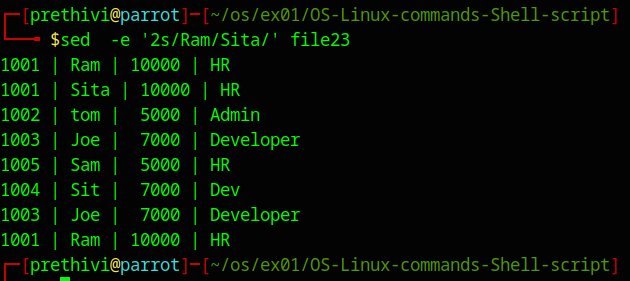 ┌─[prethivi@parrot]─[~/os/ex01/OS-Linux-commands-Shell-script]
└──╼ $sed  -e '2s/Ram/Sita/' file23
1001 | Ram | 10000 | HR
1001 | Sita | 10000 | HR
1002 | tom |  5000 | Admin
1003 | Joe |  7000 | Developer
1005 | Sam |  5000 | HR
1004 | Sit |  7000 | Dev
1003 | Joe |  7000 | Developer
1001 | Ram | 10000 | HR
┌─[prethivi@parrot]─[~/os/ex01/OS-Linux-commands-Shell-script]